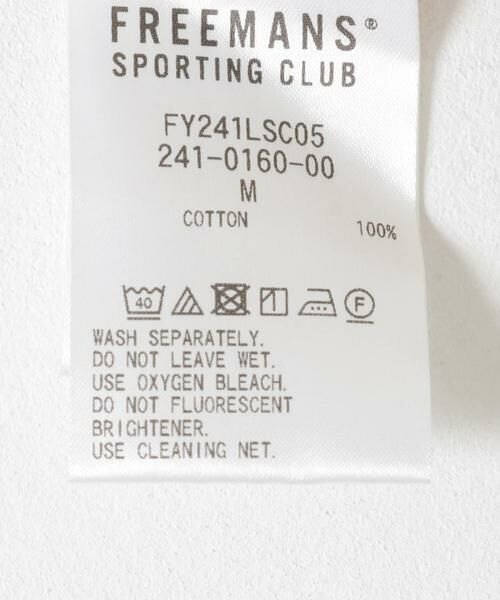 FREEMANS®
SPORTING CLUB
FY241LSC05
241-0160-00
M
COTTON 100%
40 F
WASH SEPARATELY.
DO NOT LEAVE WET.
USE OXYGEN BLEACH.
DO NOT FLUORESCENT
BRIGHTENER.
USE CLEANING NET.